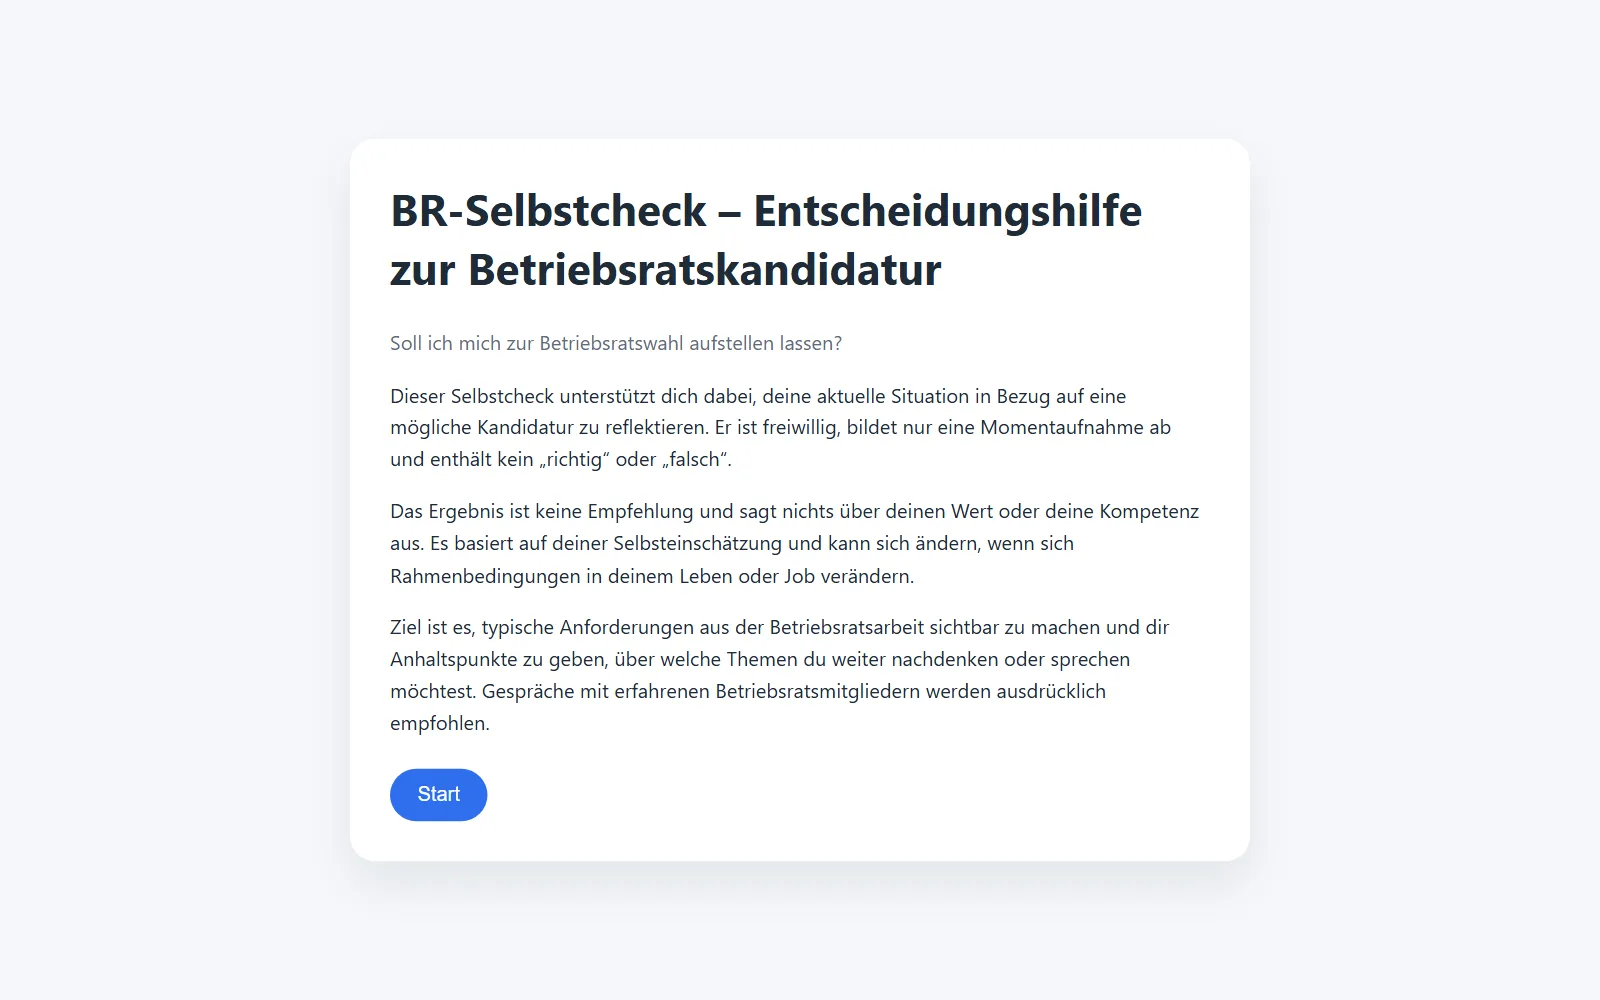 BR-Selbstcheck – Entscheidungshilfe
zur Betriebsratskandidatur
Soll ich mich zur Betriebsratswahl aufstellen lassen?
Dieser Selbstcheck unterstützt dich dabei, deine aktuelle Situation in Bezug auf eine
mögliche Kandidatur zu reflektieren. Er ist freiwillig, bildet nur eine Momentaufnahme ab
und enthält kein „richtig“ oder „falsch“.
Das Ergebnis ist keine Empfehlung und sagt nichts über deinen Wert oder deine Kompetenz
aus. Es basiert auf deiner Selbsteinschätzung und kann sich ändern, wenn sich
Rahmenbedingungen in deinem Leben oder Job verändern.
Ziel ist es, typische Anforderungen aus der Betriebsratsarbeit sichtbar zu machen und dir
Anhaltspunkte zu geben, über welche Themen du weiter nachdenken oder sprechen
möchtest. Gespräche mit erfahrenen Betriebsratsmitgliedern werden ausdrücklich
empfohlen.
Start